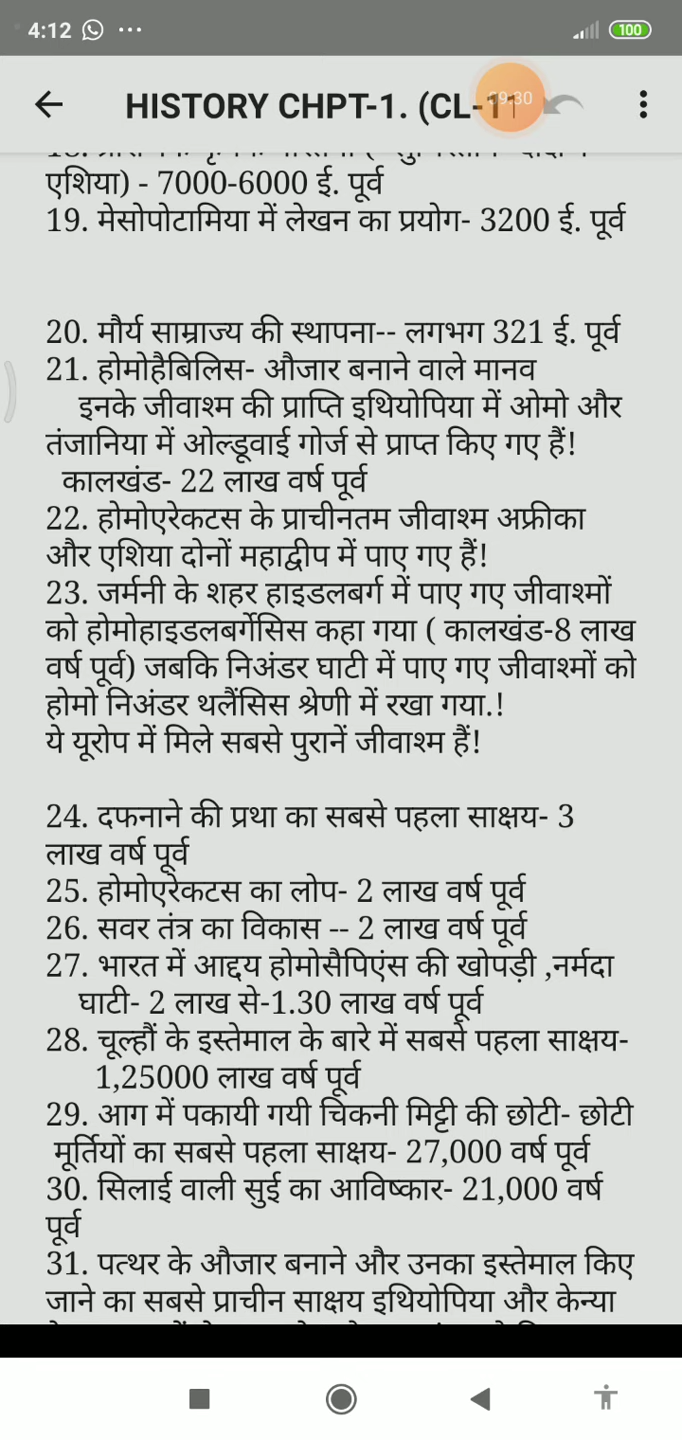 4:12
100
HISTORY CHPT-1. (CL-11
09:30
एशिया) - 7000-6000 ई. पूर्व
19. मेसोपोटामिया में लेखन का प्रयोग- 3200 ई. पूर्व
20. मौर्य साम्राज्य की स्थापना-- लगभग 321 ई. पूर्व
21. होमोहैबिलिस- औजार बनाने वाले मानव
इनके जीवाश्म की प्राप्ति इथियोपिया में ओमो और
तंजानिया में ओल्डूवाई गोर्ज से प्राप्त किए गए हैं!
कालखंड- 22 लाख वर्ष पूर्व
22. होमोएरेकटस के प्राचीनतम जीवाश्म अफ्रीका
और एशिया दोनों महाद्वीप में पाए गए हैं!
23. जर्मनी के शहर हाइडलबर्ग में पाए गए जीवाश्मों
को होमोहाइडलबर्गेसिस कहा गया ( कालखंड-8 लाख
वर्ष पूर्व) जबकि निअंडर घाटी में पाए गए जीवाश्मों को
होमो निअंडर थलैंसिस श्रेणी में रखा गया.!
ये यूरोप में मिले सबसे पुरानें जीवाश्म हैं!
24. दफनाने की प्रथा का सबसे पहला साक्षय- 3
लाख वर्ष पूर्व
25. होमोएरेकटस का लोप- 2 लाख वर्ष पूर्व
26. सवर तंत्र का विकास -- 2 लाख वर्ष पूर्व
27. भारत में आद्दय होमोसैपिएंस की खोपड़ी ,नर्मदा
घाटी- 2 लाख से-1.30 लाख वर्ष पूर्व
28. चूल्हौं के इस्तेमाल के बारे में सबसे पहला साक्षय-
1,25000 लाख वर्ष पूर्व
29. आग में पकायी गयी चिकनी मिट्टी की छोटी- छोटी
मूर्तियों का सबसे पहला साक्षय- 27,000 वर्ष पूर्व
30. सिलाई वाली सुई का आविष्कार- 21,000 वर्ष
पूर्व
31. पत्थर के औजार बनाने और उनका इस्तेमाल किए
जाने का सबसे प्राचीन साक्षय इथियोपिया और केन्या